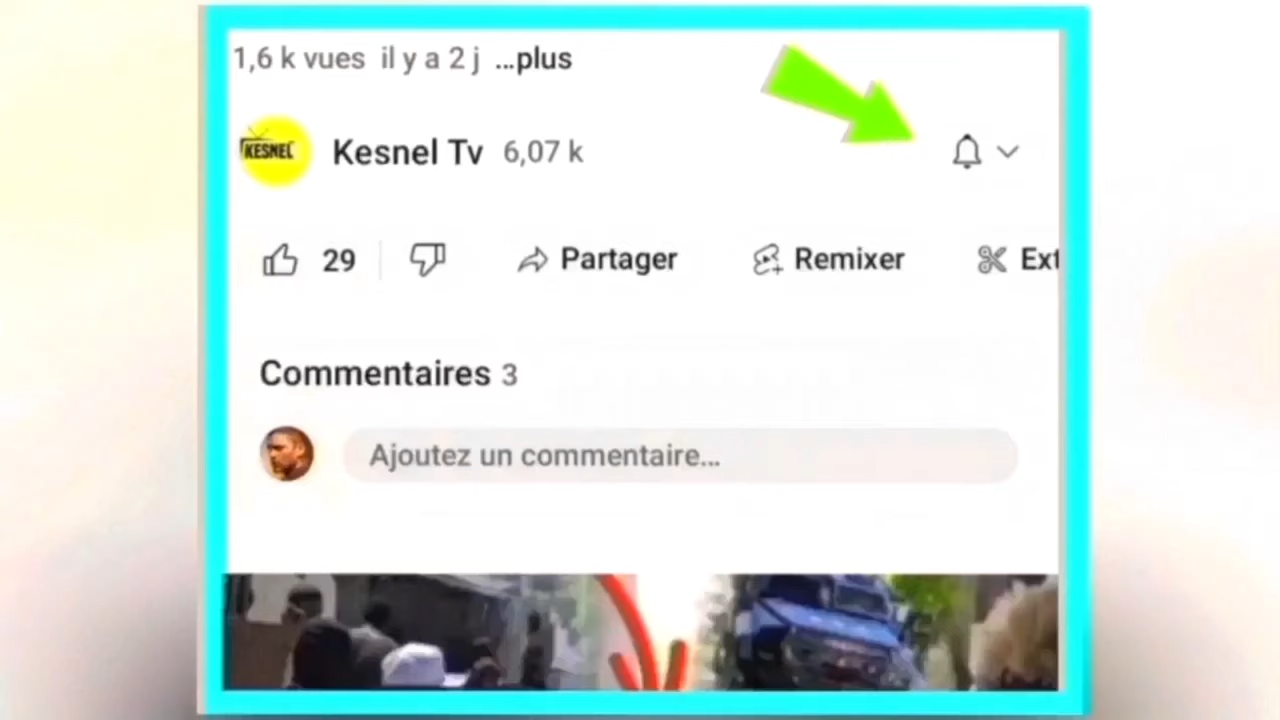 1,6 k vues il y a 2 j ...plus
KESNEL
Kesnel Tv 6,07 k
29 Partager Remixer Ext
Commentaires 3
Ajoutez un commentaire...